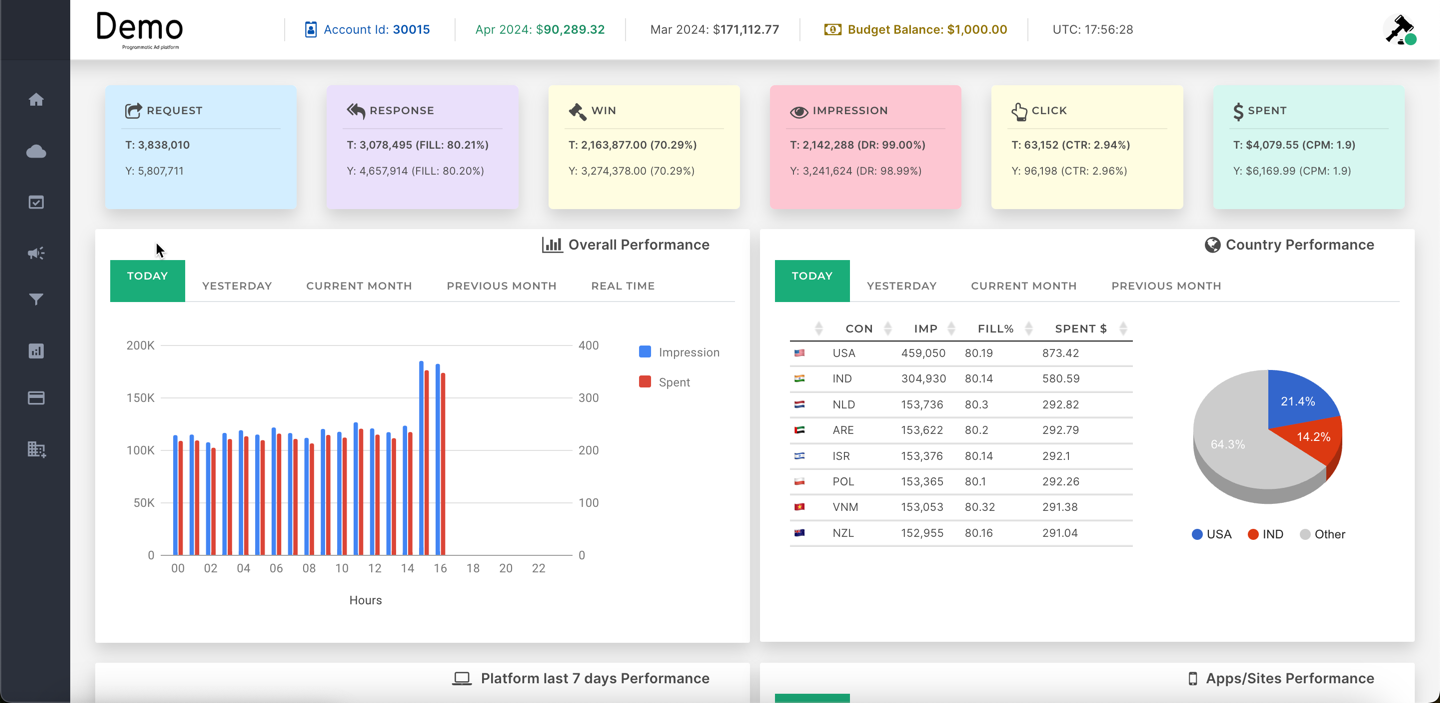 Demo
Programmatic Ad platform
Account Id: 30015
Apr 2024: $90,289.32
Mar 2024: $171,112.77
Budget Balance: $1,000.00
UTC: 17:56:28
REQUEST
T: 3,838,010
Y: 5,807,711
RESPONSE
T: 3,078,495 (FILL: 80.21%)
Y: 4,657,914 (FILL: 80.20%)
WIN
T: 2,163,877.00 (70.29%)
Y: 3,274,378.00 (70.29%)
IMPRESSION
T: 2,142,288 (DR: 99.00%)
Y: 3,241,624 (DR: 98.99%)
CLICK
T: 63,152 (CTR: 2.94%)
Y: 96,198 (CTR: 2.96%)
$ SPENT
T: $4,079.55 (CPM: 1.9)
Y: $6,169.99 (CPM: 1.9)
Overall Performance
TODAY YESTERDAY CURRENT MONTH PREVIOUS MONTH REAL TIME
200K 400
150K 300
100K 200
50K 100
0 0
00 02 04 06 08 10 12 14 16 18 20 22
Hours
Impression
Spent
Country Performance
TODAY YESTERDAY CURRENT MONTH PREVIOUS MONTH
CON IMP FILL% SPENT $
USA 459,050 80.19 873.42
IND 304,930 80.14 580.59
NLD 153,736 80.3 292.82
ARE 153,622 80.2 292.79
ISR 153,376 80.14 292.1
POL 153,365 80.1 292.26
VNM 153,053 80.32 291.38
NZL 152,955 80.16 291.04
21.4%
14.2%
64.3%
USA IND Other
Platform last 7 days Performance
Apps/Sites Performance